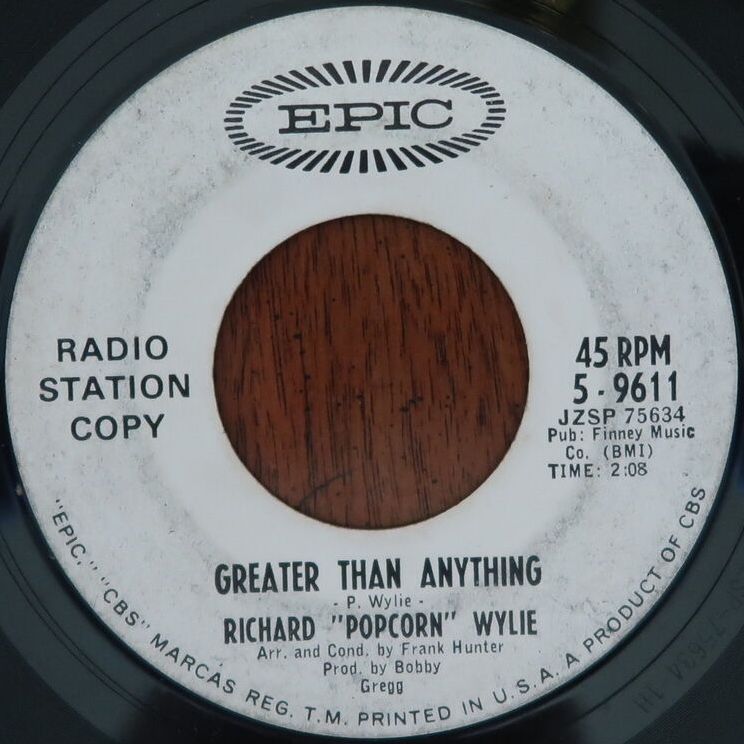 EPIC
RADIO
STATION
COPY
45 RPM
5-9611
JZSP 75634
Pub: Finney Music
Co. (BMI)
TIME: 2:08
GREATER THAN ANYTHING
- P. Wylie -
RICHARD "POPCORN" WYLIE
Arr. and Cond. by Frank Hunter
Prod. by Bobby
Gregg
"EPIC," "CBS" MARCAS REG. T.M. PRINTED IN U.S.A. A PRODUCT OF CBS